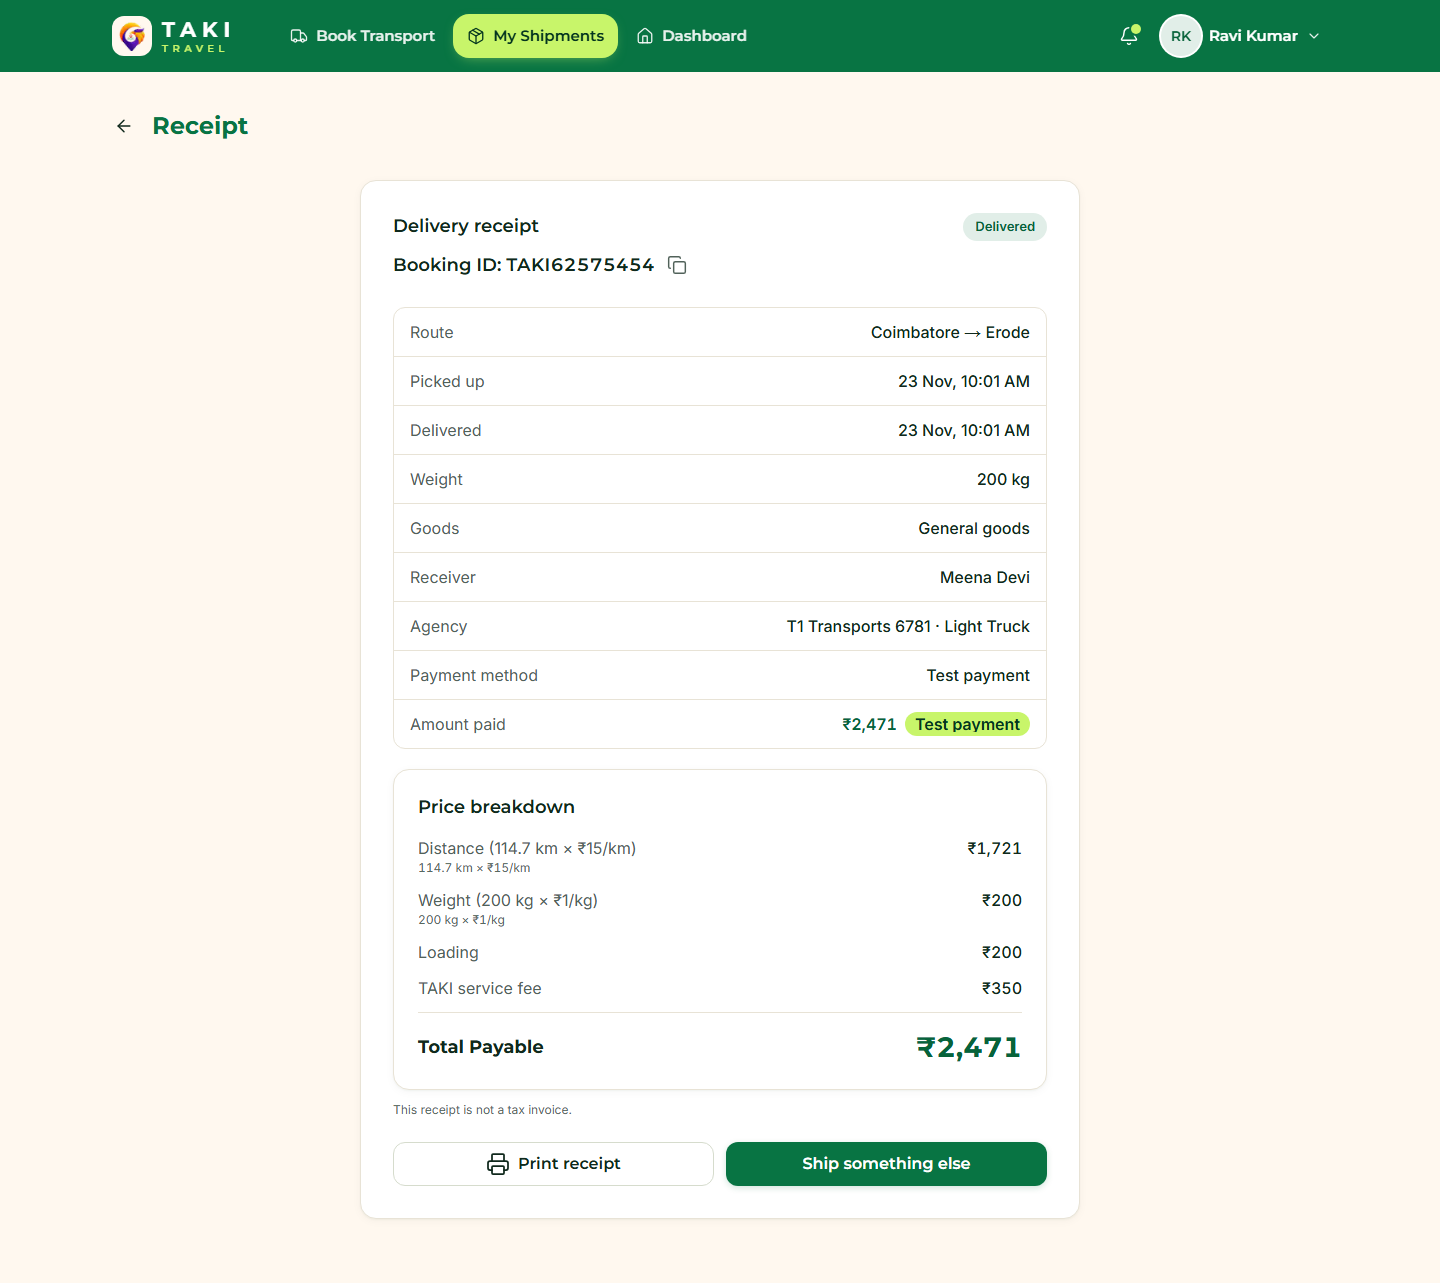 TAKI
TRAVEL
Book Transport
My Shipments
Dashboard
RK
Ravi Kumar
Receipt
Delivery receipt
Delivered
Booking ID: TAKI62575454
Route
Coimbatore → Erode
Picked up
23 Nov, 10:01 AM
Delivered
23 Nov, 10:01 AM
Weight
200 kg
Goods
General goods
Receiver
Meena Devi
Agency
T1 Transports 6781 · Light Truck
Payment method
Test payment
Amount paid
₹2,471 Test payment
Price breakdown
Distance (114.7 km × ₹15/km)
₹1,721
114.7 km × ₹15/km
Weight (200 kg × ₹1/kg)
₹200
200 kg × ₹1/kg
Loading
₹200
TAKI service fee
₹350
Total Payable
₹2,471
This receipt is not a tax invoice.
Print receipt
Ship something else